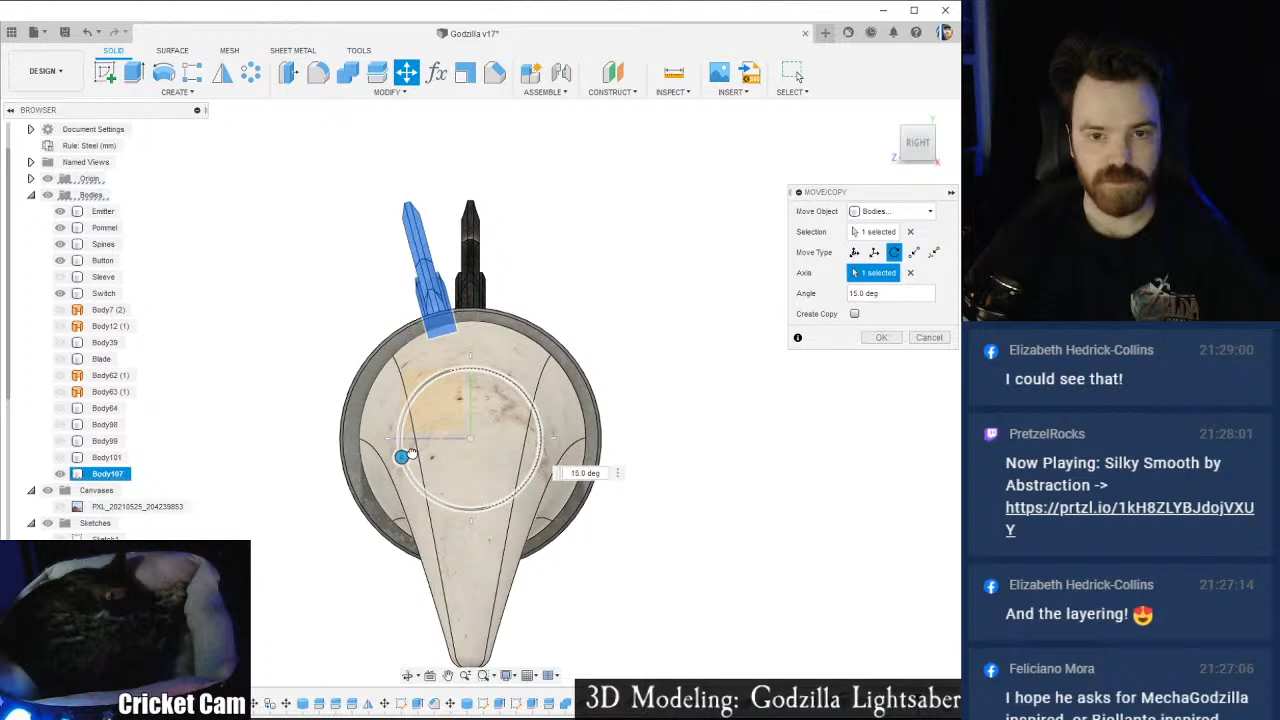 Godzilla v17*
SOLID SURFACE MESH SHEET METAL TOOLS
DESIGN
CREATE MODIFY ASSEMBLE CONSTRUCT INSPECT INSERT SELECT
BROWSER
Document Settings
Rule: Steel (mm)
Named Views
Origin
Bodies
Emitter
Pommel
Spines
Button
Sleeve
Switch
Body7 (2)
Body12 (1)
Body39
Blade
Body62 (1)
Body63 (1)
Body64
Body98
Body99
Body101
Body107
Canvases
PXL_20210525_204239853
Sketches
Sketch1
Y
RIGHT
Z
X
MOVE/COPY
Move Object Bodies...
Selection 1 selected
Move Type
Axis 1 selected
Angle 15.0 deg
Create Copy
OK Cancel
15.0 deg
Elizabeth Hedrick-Collins 21:29:00
I could see that!
PretzelRocks 21:28:01
Now Playing: Silky Smooth by
Abstraction ->
https://prtzl.io/1kH8ZLYBJdojVXU
Y
Elizabeth Hedrick-Collins 21:27:14
And the layering! 😍
Feliciano Mora 21:27:06
I hope he asks for MechaGodzilla
inspired, or Biollante inspired
Cricket Cam
3D Modeling: Godzilla Lightsaber